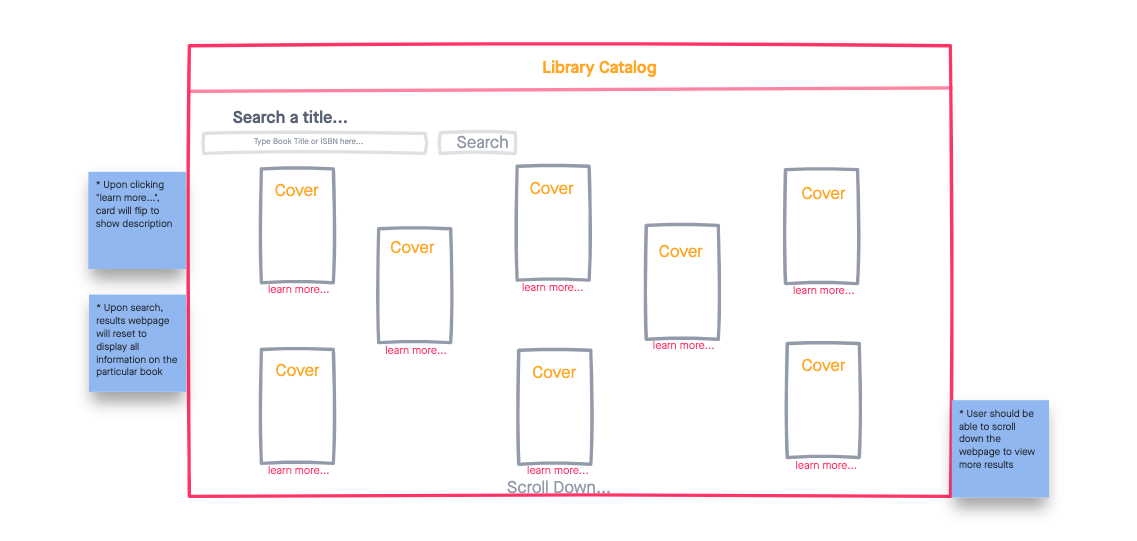 Library Catalog
Search a title...
Type Book Title or ISBN here...
Search
* Upon clicking
"learn more...",
card will flip to
show description
Cover
learn more...
Cover
learn more...
Cover
learn more...
Cover
learn more...
Cover
learn more...
* Upon search,
results webpage
will reset to
display all
information on the
particular book
Cover
learn more...
Cover
learn more...
Cover
learn more...
Scroll Down...
* User should be
able to scroll
down the
webpage to view
more results